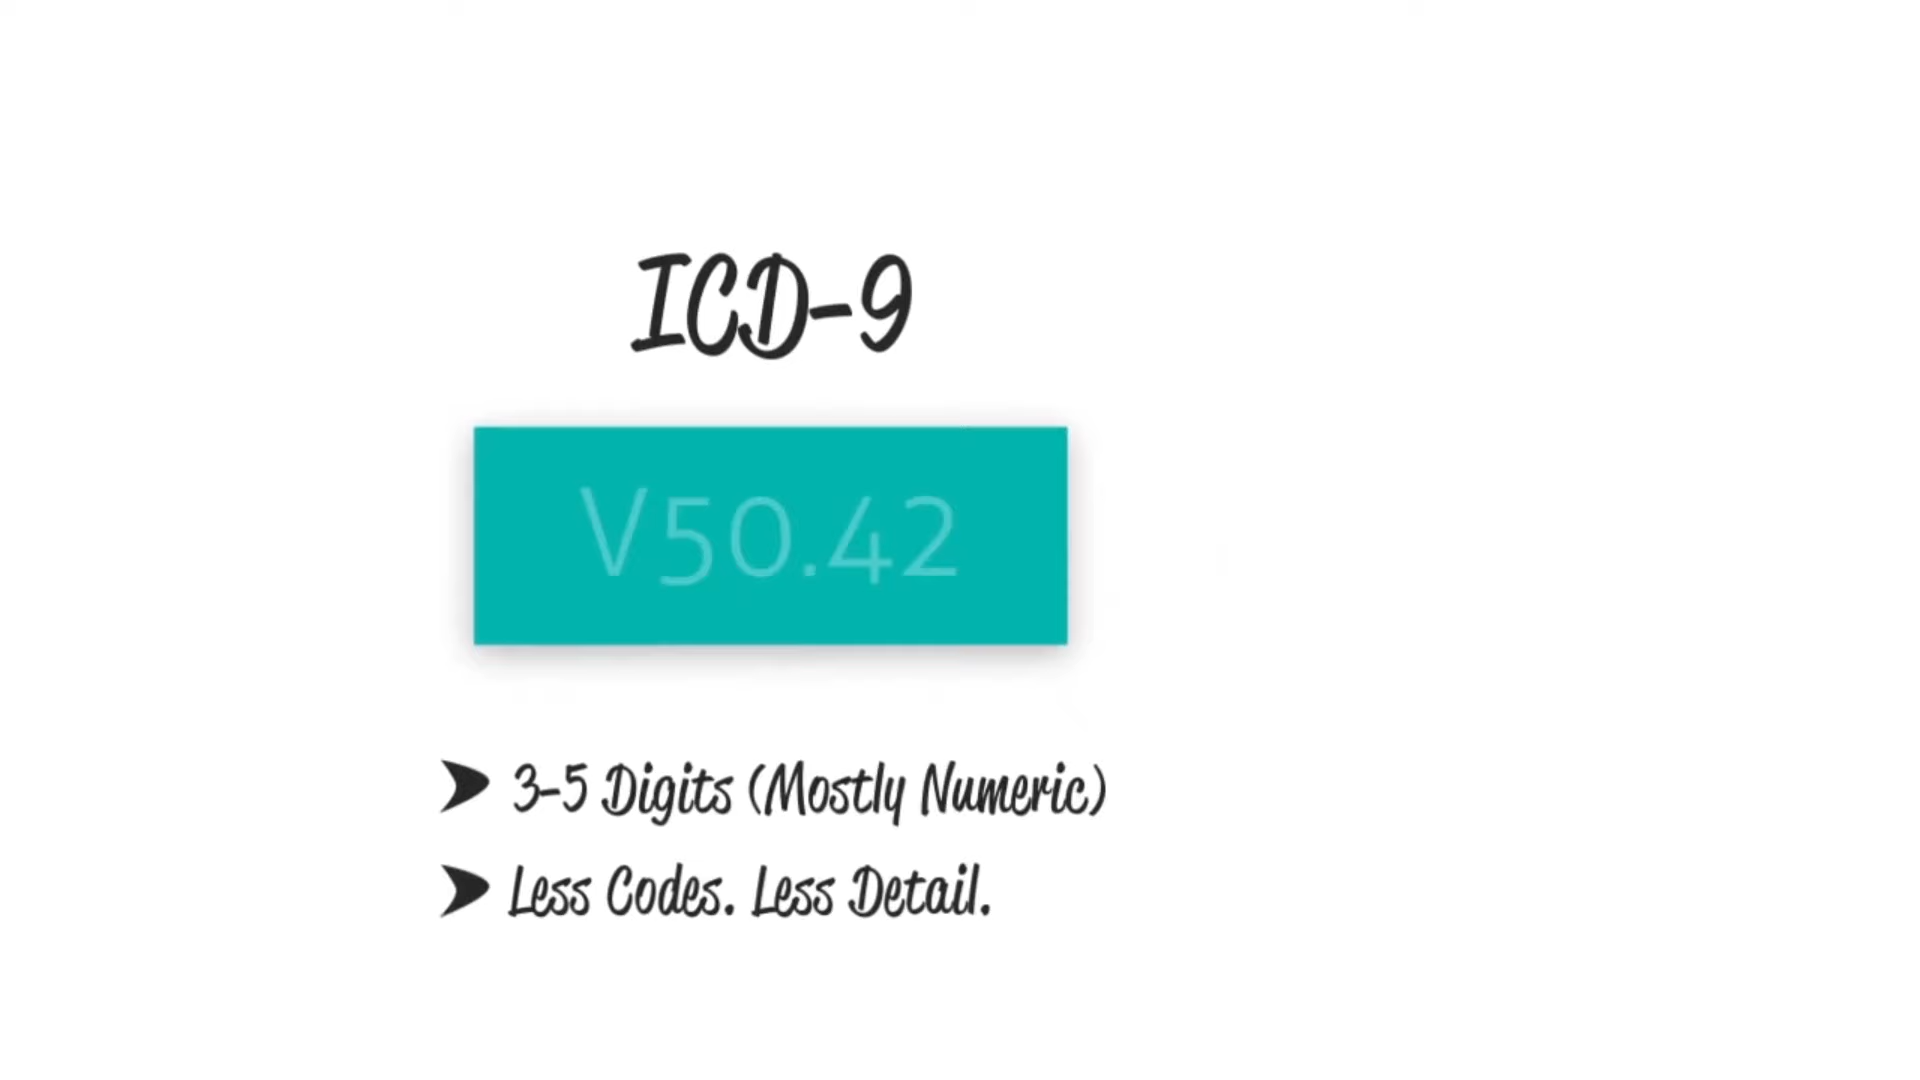 ICD-9
V50.42
3-5 Digits (Mostly Numeric)
Less Codes. Less Detail.